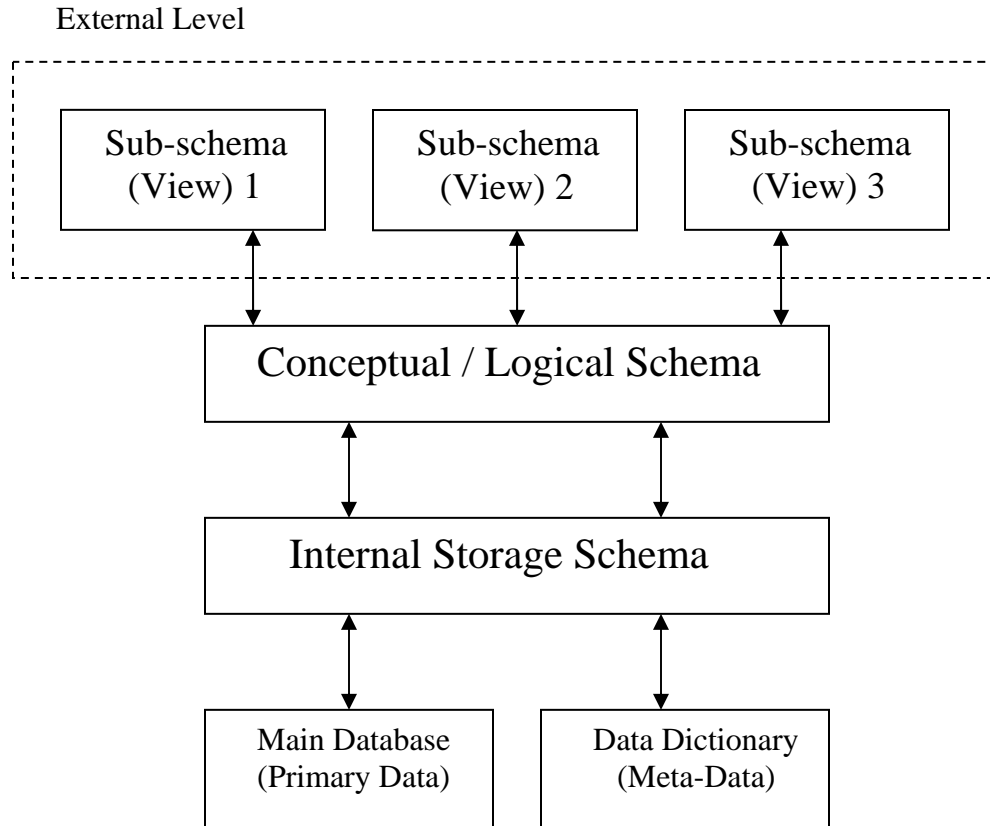 External Level
Sub-schema
(View) 1
Sub-schema
(View) 2
Sub-schema
(View) 3
Conceptual / Logical Schema
Internal Storage Schema
Main Database
(Primary Data)
Data Dictionary
(Meta-Data)